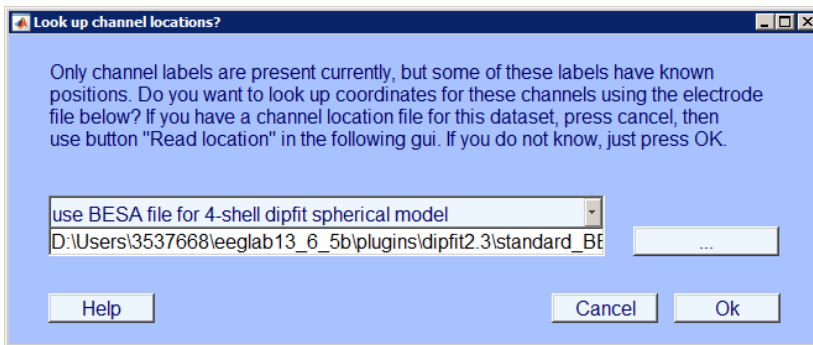 Look up channel locations?
Only channel labels are present currently, but some of these labels have known
positions. Do you want to look up coordinates for these channels using the electrode
file below? If you have a channel location file for this dataset, press cancel, then
use button "Read location" in the following gui. If you do not know, just press OK.
use BESA file for 4-shell dipfit spherical model
D:\Users\3537668\eeglab13_6_5b\plugins\dipfit2.3\standard_BE
...
Help
Cancel
Ok